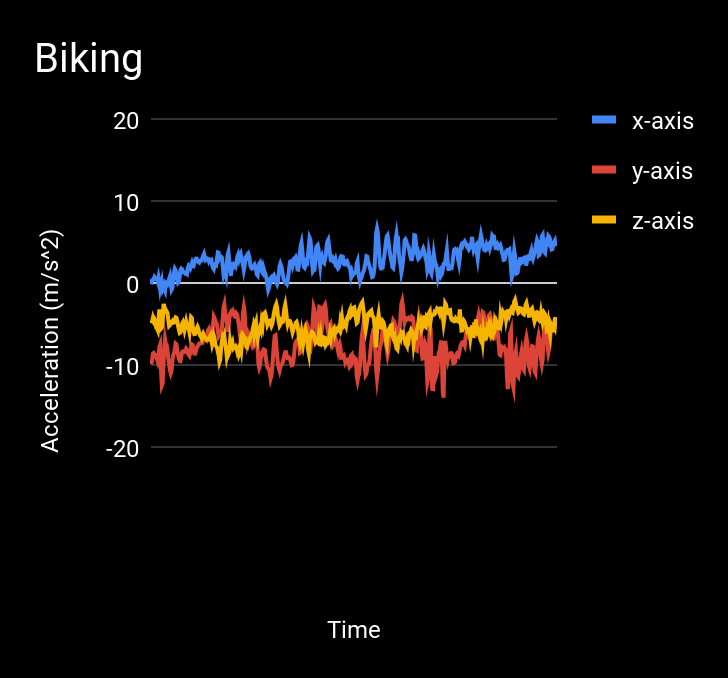 Biking
20
10
0
-10
-20
Acceleration (m/s^2)
Time
x-axis
y-axis
z-axis